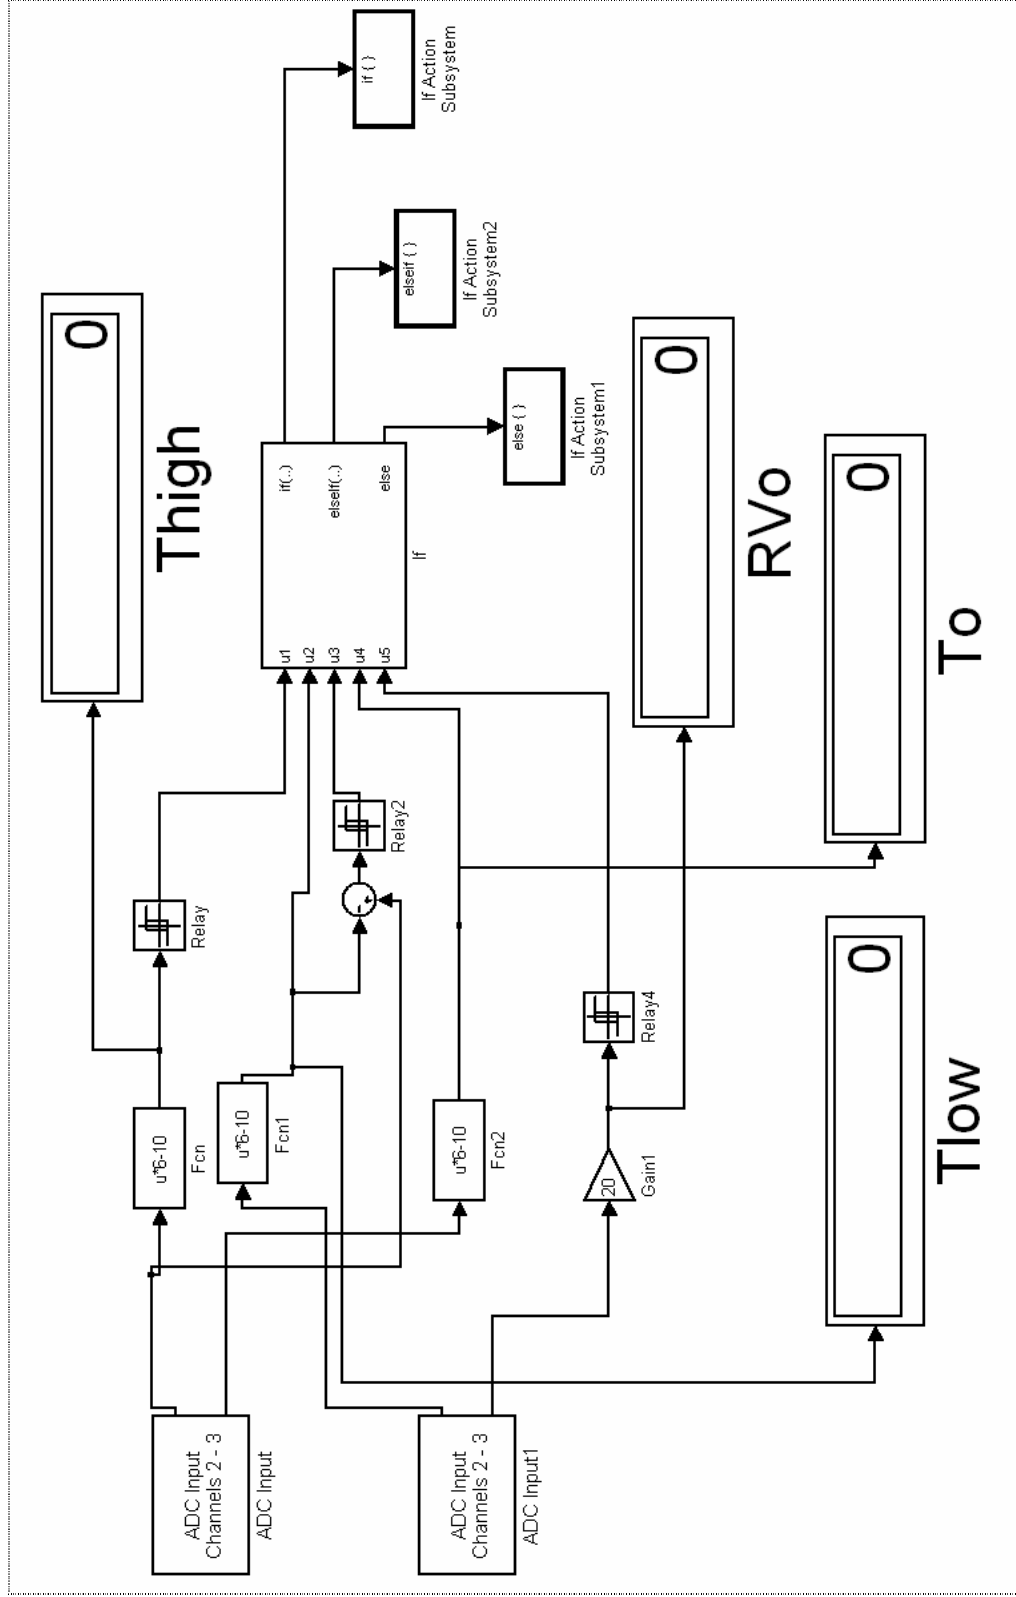 ADC Input
Channels 2 - 3
ADC Input
ADC Input
Channels 2 - 3
ADC Input1
u*6-10
Fcn
u*6-10
Fcn1
u*6-10
Fcn2
20
Gain1
Relay
Relay2
Relay4
u1
u2
u3
u4
u5
if(..)
elseif(..)
else
If
if { }
If Action
Subsystem
elseif { }
If Action
Subsystem2
else { }
If Action
Subsystem1
0
Thigh
0
RVo
0
To
0
Tlow